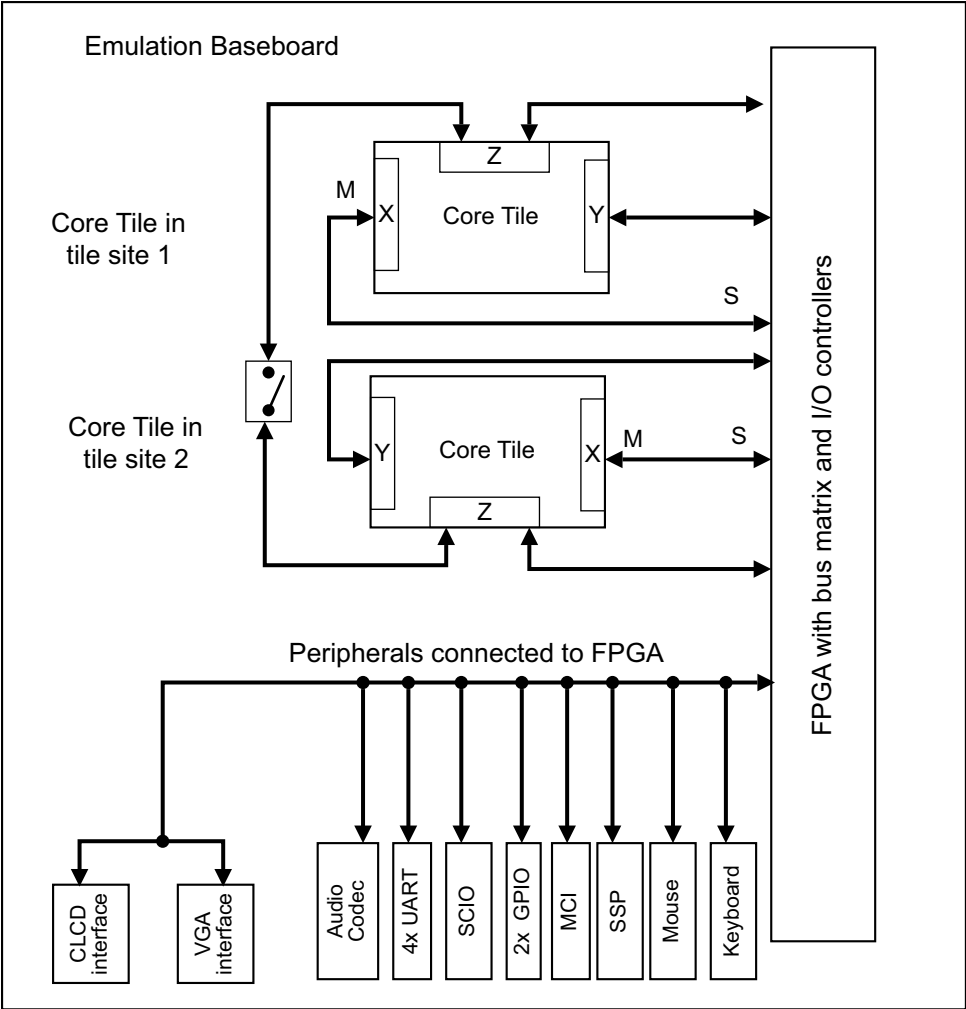 Emulation Baseboard
Z
M
X
Core Tile
Y
Core Tile in
tile site 1
S
FPGA with bus matrix and I/O controllers
Core Tile in
tile site 2
Y
Core Tile
X
M
S
Z
Peripherals connected to FPGA
CLCD
interface
VGA
interface
Audio
Codec
4x UART
SCIO
2x GPIO
MCI
SSP
Mouse
Keyboard